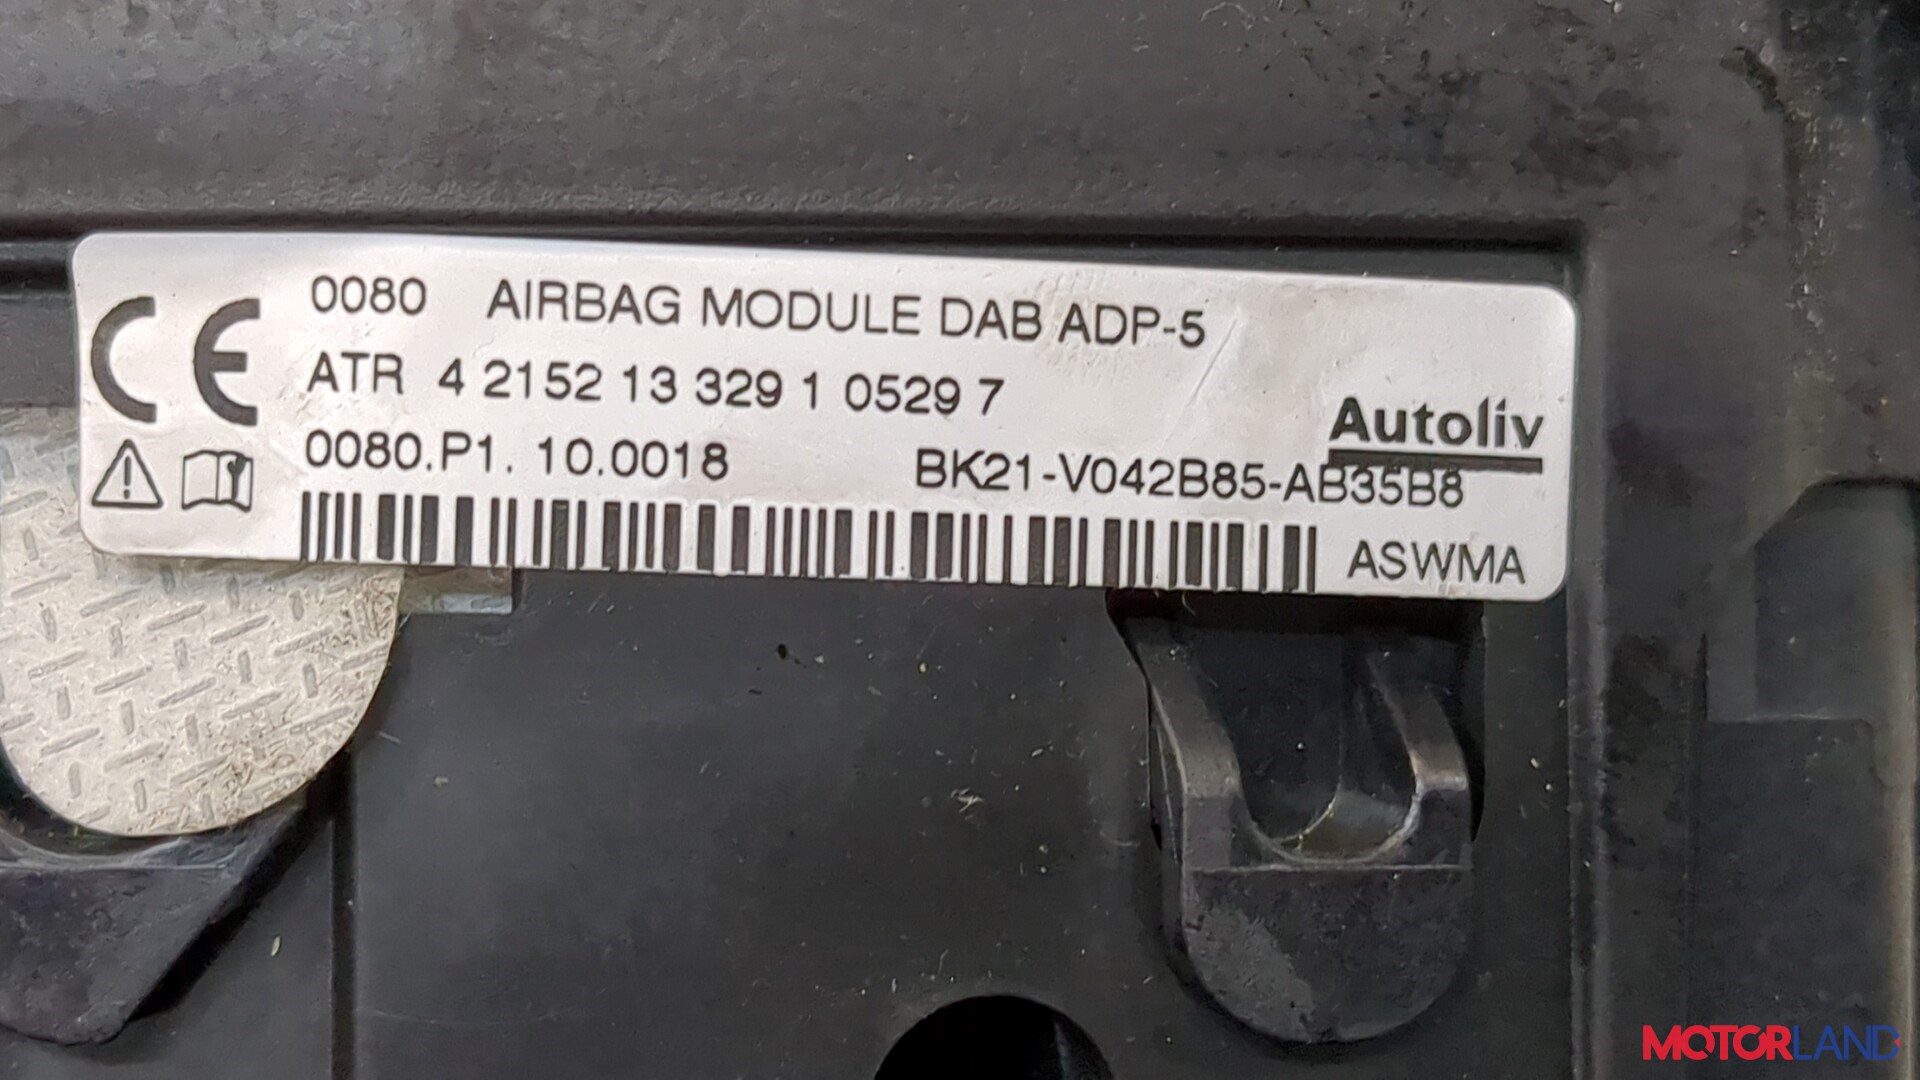 CE
0080 AIRBAG MODULE DAB ADP-5
ATR 4 2152 13 329 1 0529 7
Autoliv
0080.P1. 10.0018
BK21-V042B85-AB35B8
ASWMA
MOTORLAND